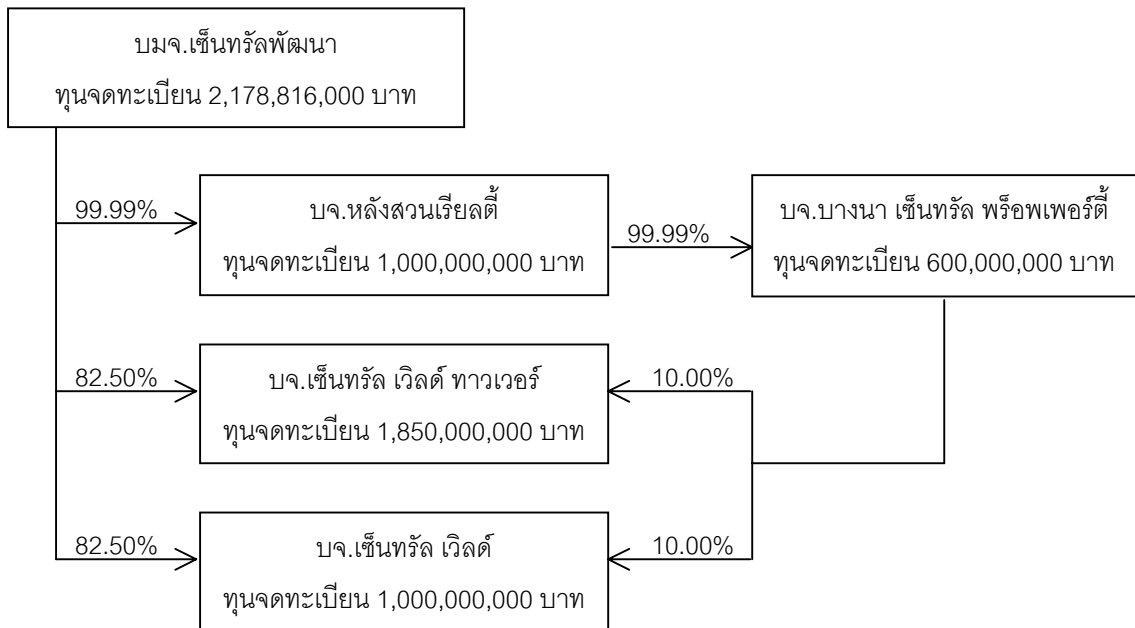 บมจ.เซ็นทรัลพัฒนา
ทุนจดทะเบียน 2,178,816,000 บาท
99.99%
บจ.หลังสวนเรียลตี้
ทุนจดทะเบียน 1,000,000,000 บาท
99.99%
บจ.บางนา เซ็นทรัล พร็อพเพอร์ตี้
ทุนจดทะเบียน 600,000,000 บาท
82.50%
บจ.เซ็นทรัล เวิลด์ ทาวเวอร์
ทุนจดทะเบียน 1,850,000,000 บาท
10.00%
82.50%
บจ.เซ็นทรัล เวิลด์
ทุนจดทะเบียน 1,000,000,000 บาท
10.00%